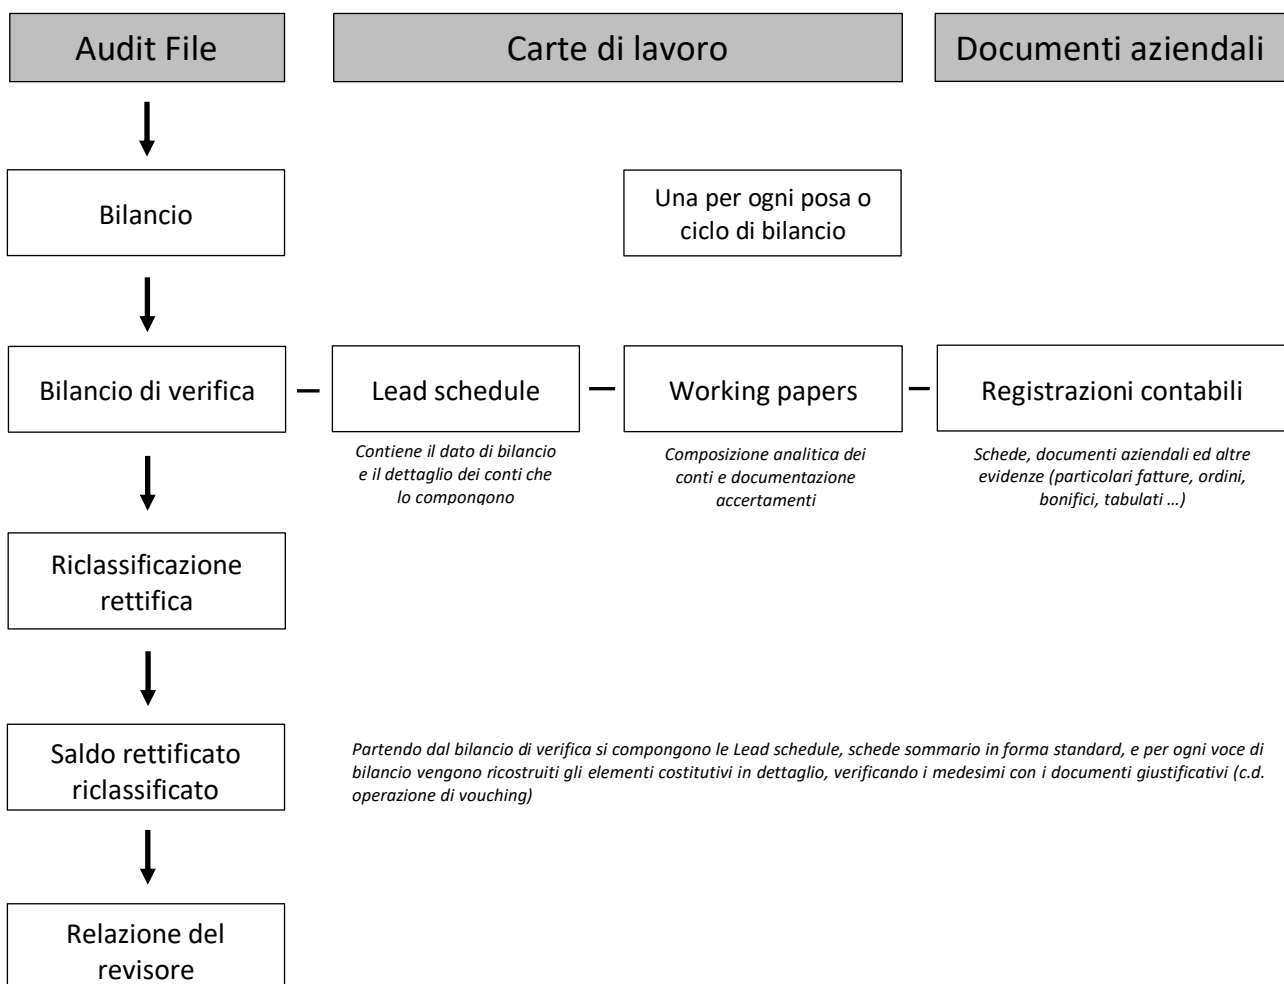 Audit File
Carte di lavoro
Documenti aziendali
Bilancio
Una per ogni posa o
ciclo di bilancio
Bilancio di verifica
Lead schedule
Working papers
Registrazioni contabili
Contiene il dato di bilancio
e il dettaglio dei conti che
lo compongono
Composizione analitica dei
conti e documentazione
accertamenti
Schede, documenti aziendali ed altre
evidenze (particolari fatture, ordini,
bonifici, tabulati …)
Riclassificazione
rettifica
Saldo rettificato
riclassificato
Partendo dal bilancio di verifica si compongono le Lead schedule, schede sommario in forma standard, e per ogni voce di
bilancio vengono ricostruiti gli elementi costitutivi in dettaglio, verificando i medesimi con i documenti giustificativi (c.d.
operazione di vouching)
Relazione del
revisore